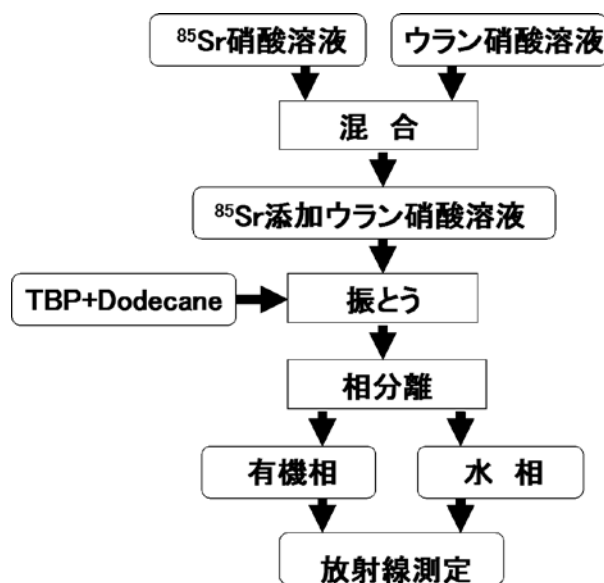 ⁸⁵Sr硝酸溶液
ウラン硝酸溶液
混 合
⁸⁵Sr添加ウラン硝酸溶液
TBP+Dodecane
振とう
相分離
有機相
水 相
放射線測定